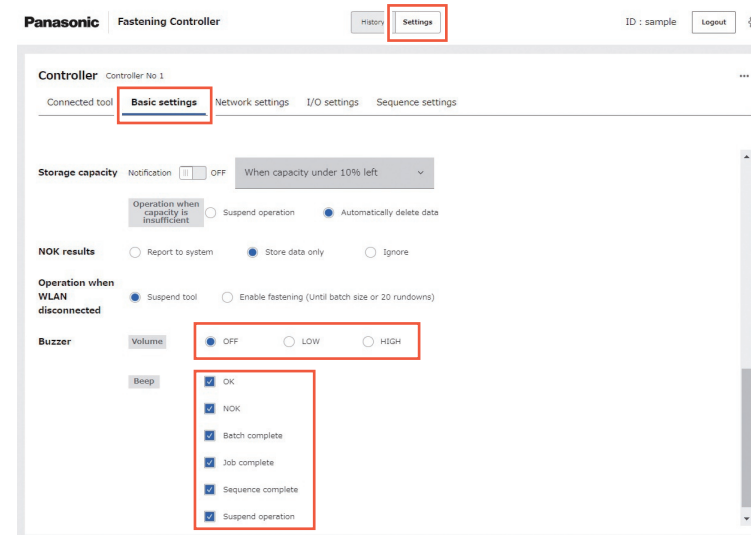 Panasonic Fastening Controller History Settings ID : sample Logout
Controller Controller No 1 ...
Connected tool Basic settings Network settings I/O settings Sequence settings
Storage capacity Notification OFF When capacity under 10% left
Operation when
capacity is
insufficient
Suspend operation Automatically delete data
NOK results Report to system Store data only Ignore
Operation when
WLAN
disconnected
Suspend tool Enable fastening (Until batch size or 20 rundowns)
Buzzer Volume OFF LOW HIGH
Beep OK
NOK
Batch complete
Job complete
Sequence complete
Suspend operation